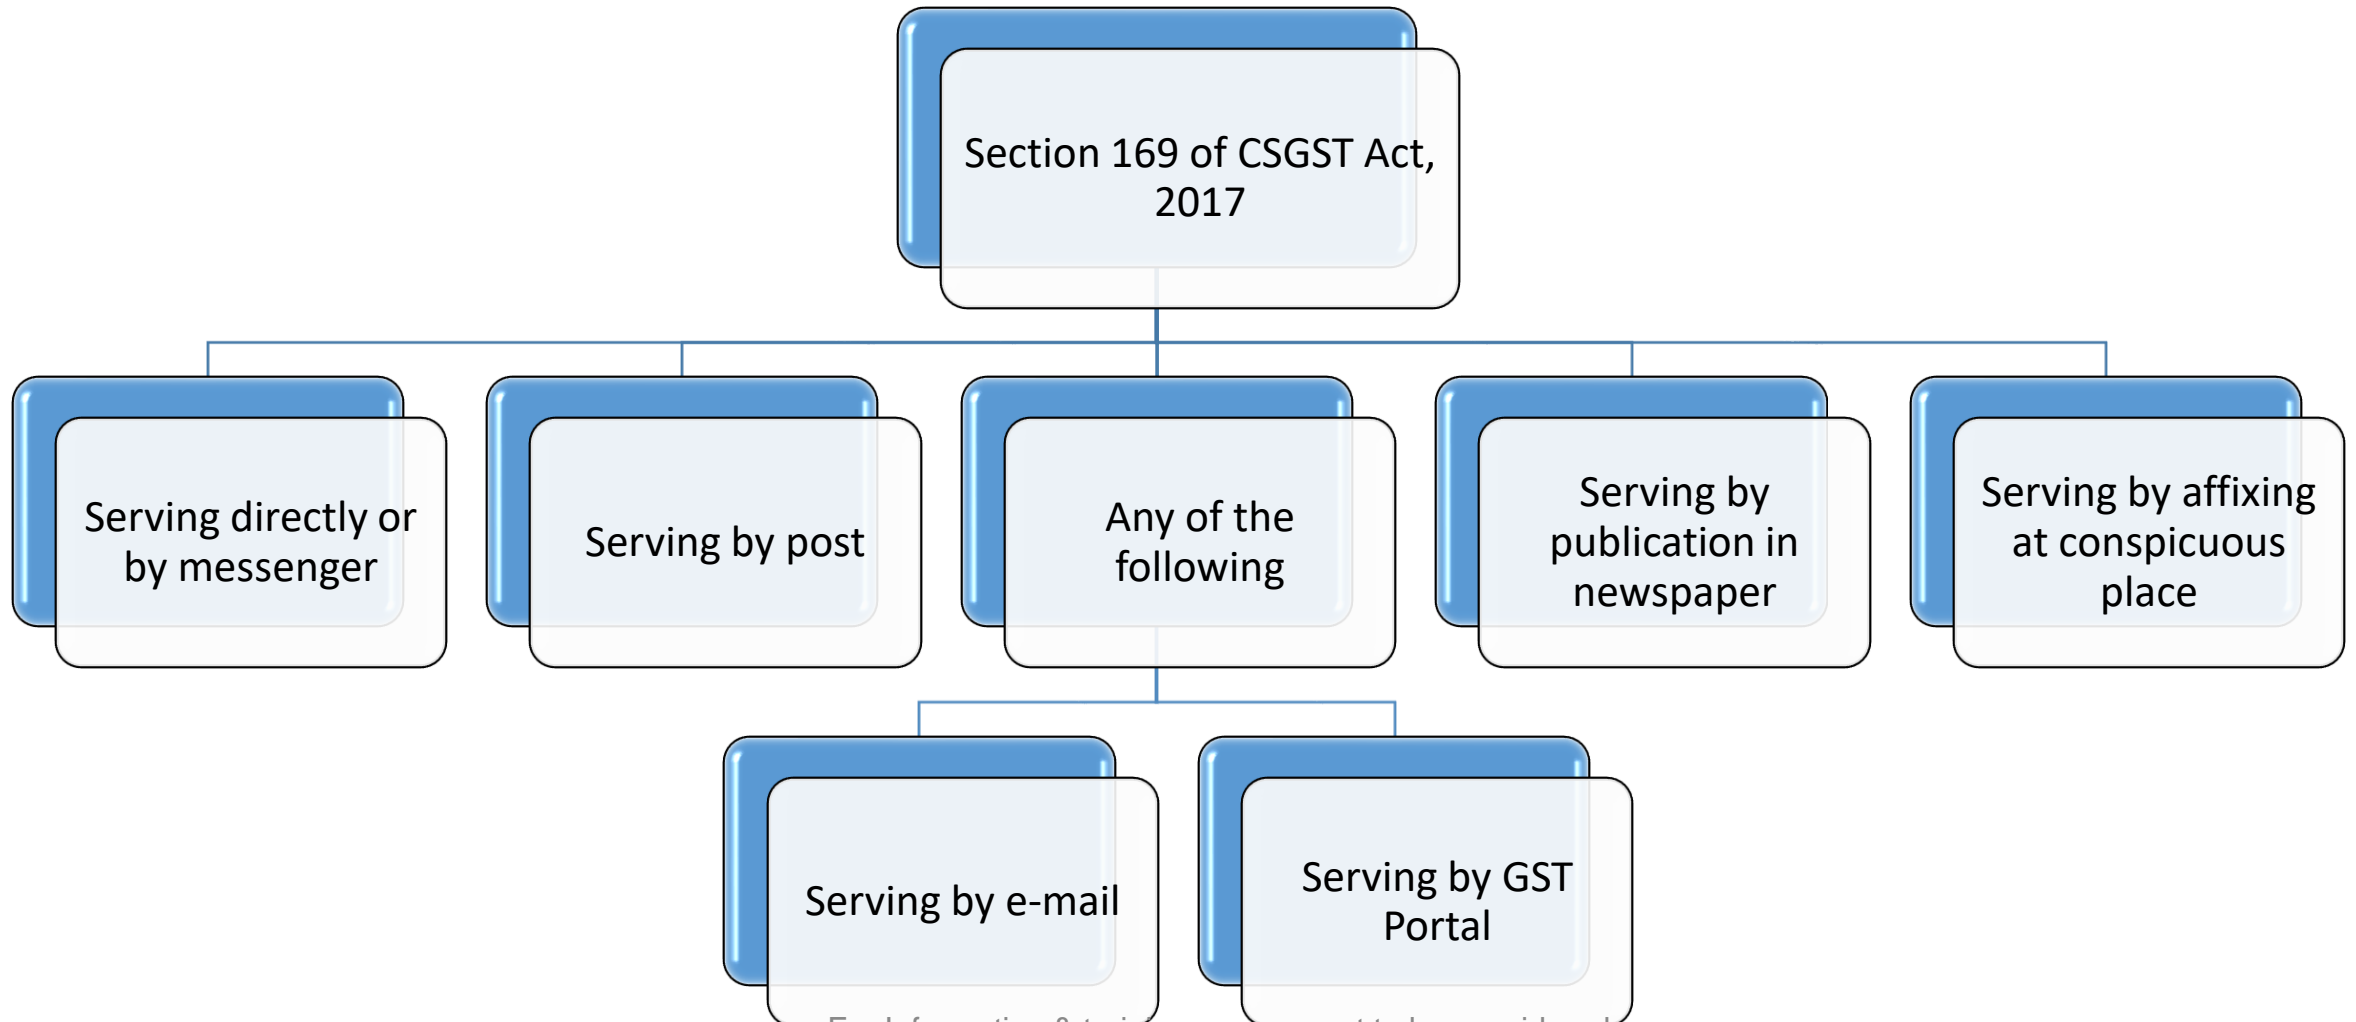 Section 169 of CSGST Act,
2017
Serving directly or
by messenger
Serving by post
Any of the
following
Serving by
publication in
newspaper
Serving by affixing
at conspicuous
place
Serving by e-mail
Serving by GST
Portal